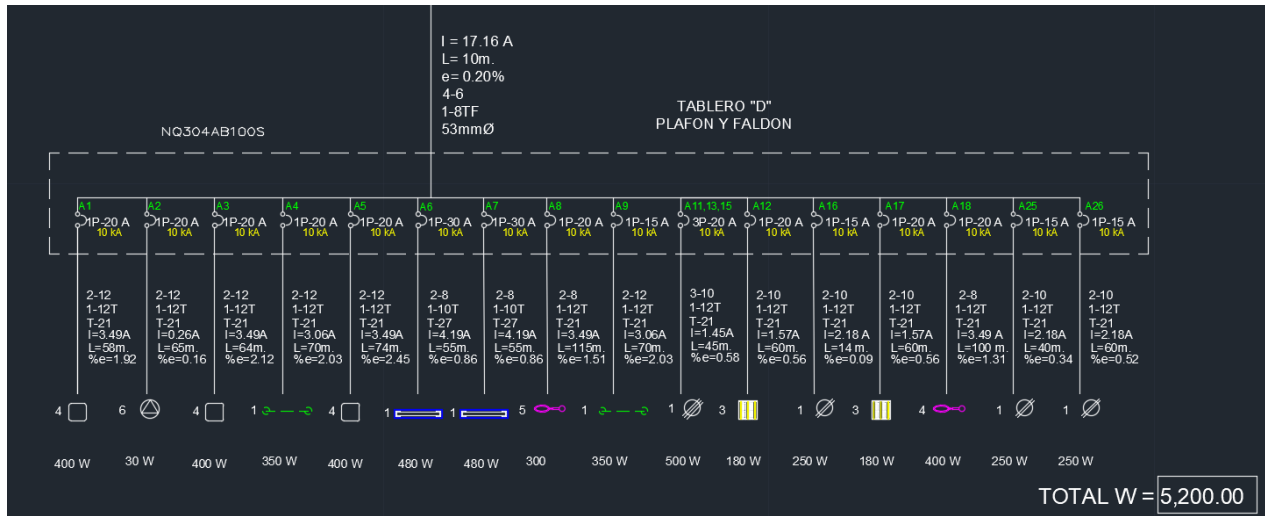 I = 17.16 A
L= 10m.
e= 0.20%
4-6
1-8TF
53mmØ
TABLERO "D"
PLAFON Y FALDON
NQ304AB100S
A1
1P-20 A
10 kA
2-12
1-12T
T-21
I=3.49A
L=58m.
%e=1.92
4
400 W
A2
1P-20 A
10 kA
2-12
1-12T
T-21
I=0.26A
L=65m.
%e=0.16
6
30 W
A3
1P-20 A
10 kA
2-12
1-12T
T-21
I=3.49A
L=64m.
%e=2.12
4
400 W
A4
1P-20 A
10 kA
2-12
1-12T
T-21
I=3.06A
L=70m.
%e=2.03
1
350 W
A5
1P-20 A
10 kA
2-12
1-12T
T-21
I=3.49A
L=74m.
%e=2.45
4
400 W
A6
1P-30 A
10 kA
2-8
1-10T
T-27
I=4.19A
L=55m.
%e=0.86
1
480 W
A7
1P-30 A
10 kA
2-8
1-10T
T-27
I=4.19A
L=55m.
%e=0.86
1
480 W
A8
1P-20 A
10 kA
2-8
1-12T
T-21
I=3.49A
L=115m.
%e=1.51
5
300
A9
1P-15 A
10 kA
2-12
1-12T
T-21
I=3.06A
L=70m.
%e=2.03
1
350 W
A11,13,15
3P-20 A
10 kA
3-10
1-12T
T-21
I=1.45A
L=45m.
%e=0.58
1
500 W
A12
1P-20 A
10 kA
2-10
1-12T
T-21
I=1.57A
L=60m.
%e=0.56
3
180 W
A16
1P-15 A
10 kA
2-10
1-12T
T-21
I=2.18 A
L=14 m.
%e=0.09
1
250 W
A17
1P-20 A
10 kA
2-10
1-12T
T-21
I=1.57A
L=60m.
%e=0.56
3
180 W
A18
1P-20 A
10 kA
2-8
1-12T
T-21
I=3.49 A
L=100 m.
%e=1.31
4
400 W
A25
1P-15 A
10 kA
2-10
1-12T
T-21
I=2.18A
L=40m.
%e=0.34
1
250 W
A26
1P-15 A
10 kA
2-10
1-12T
T-21
I=2.18A
L=60m.
%e=0.52
1
250 W
TOTAL W = 5,200.00